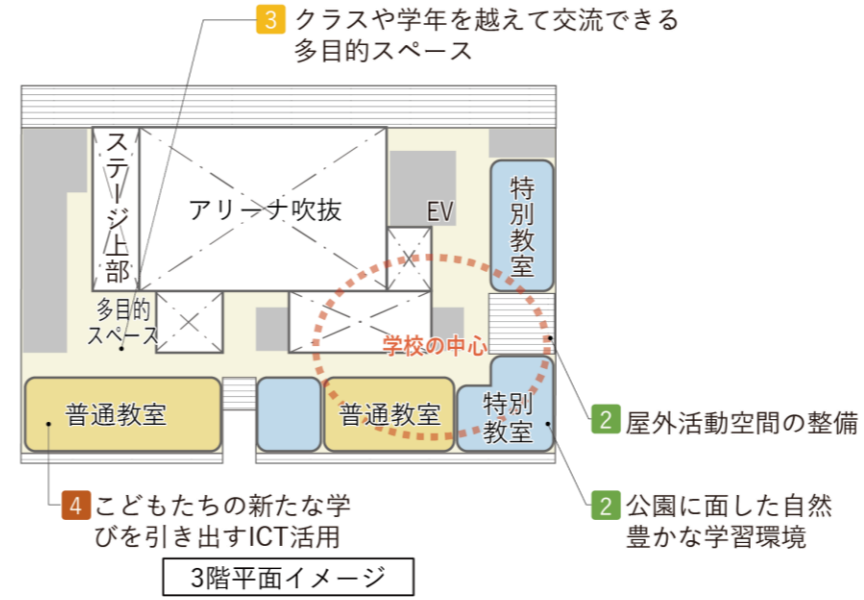 3 クラスや学年を越えて交流できる
多目的スペース
ステージ上部
アリーナ吹抜
EV
特別教室
多目的
スペース
学校の中心
普通教室
普通教室
特別
教室
2 屋外活動空間の整備
4 こどもたちの新たな学
びを引き出すICT活用
2 公園に面した自然
豊かな学習環境
3階平面イメージ